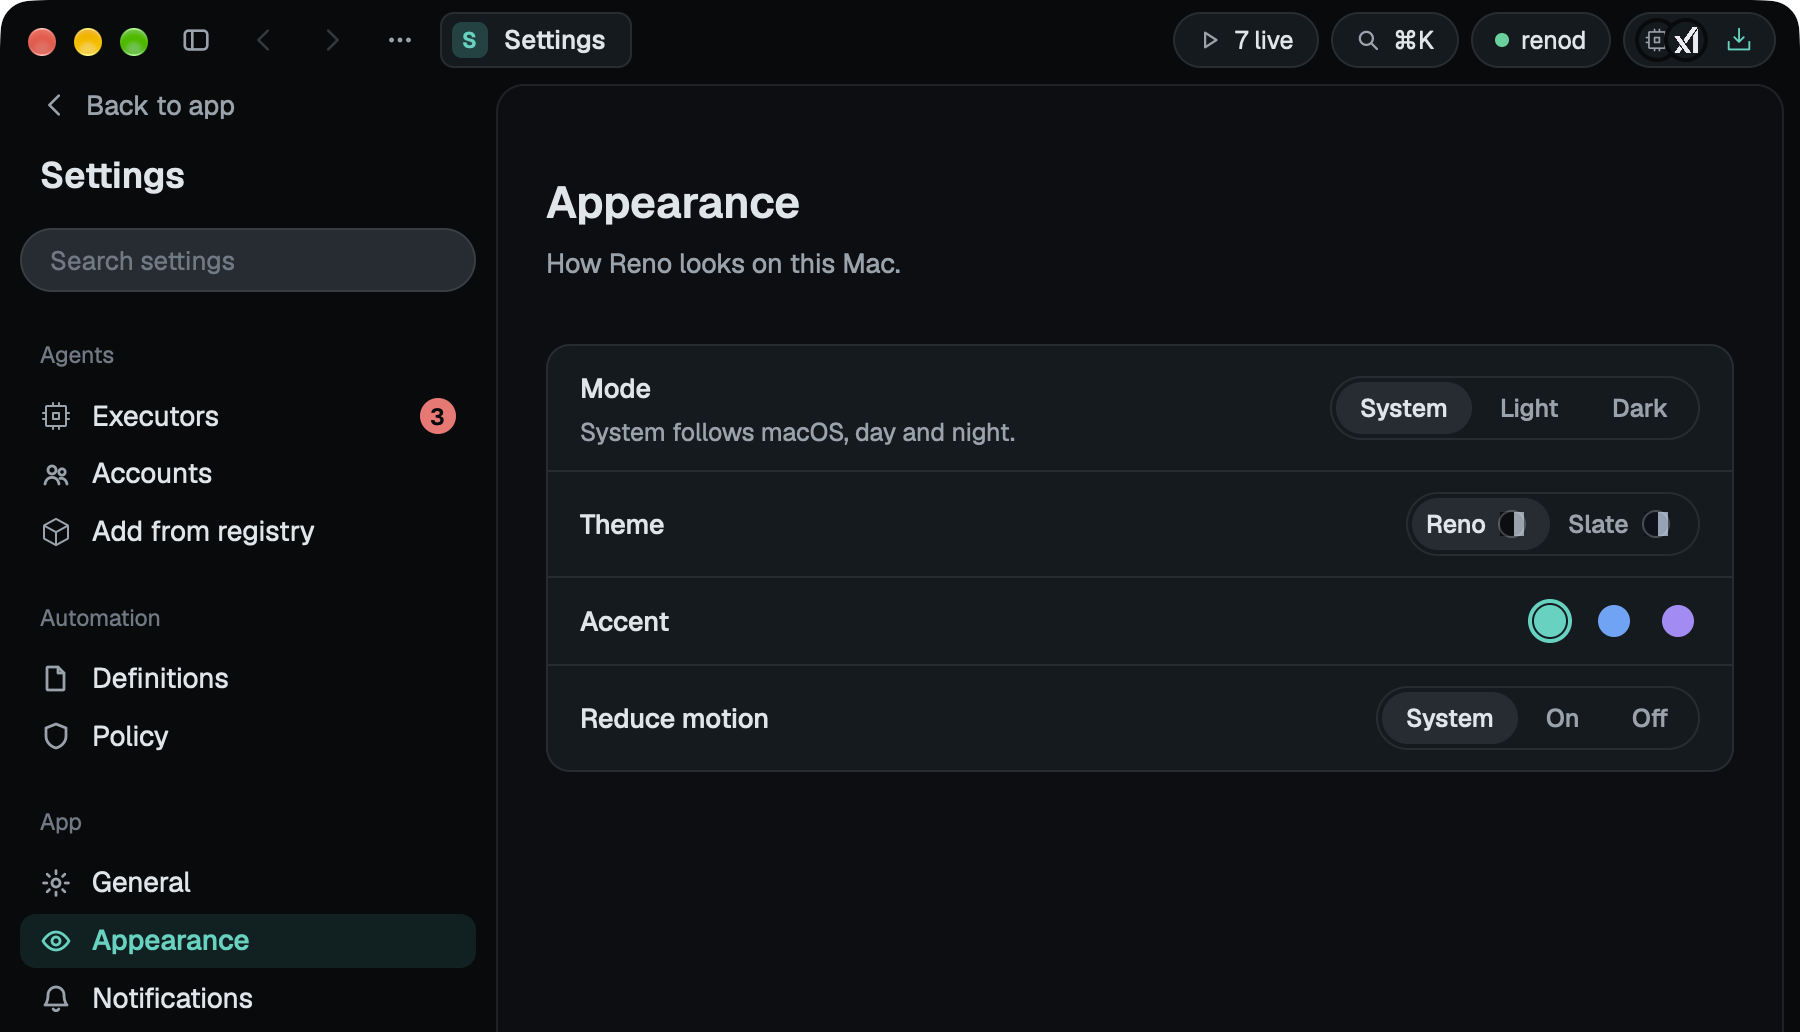 S Settings
7 live
⌘K
renod
Back to app
Settings
Search settings
Agents
Executors 3
Accounts
Add from registry
Automation
Definitions
Policy
App
General
Appearance
Notifications
Appearance
How Reno looks on this Mac.
Mode
System follows macOS, day and night.
System Light Dark
Theme
Reno Slate
Accent
Reduce motion
System On Off